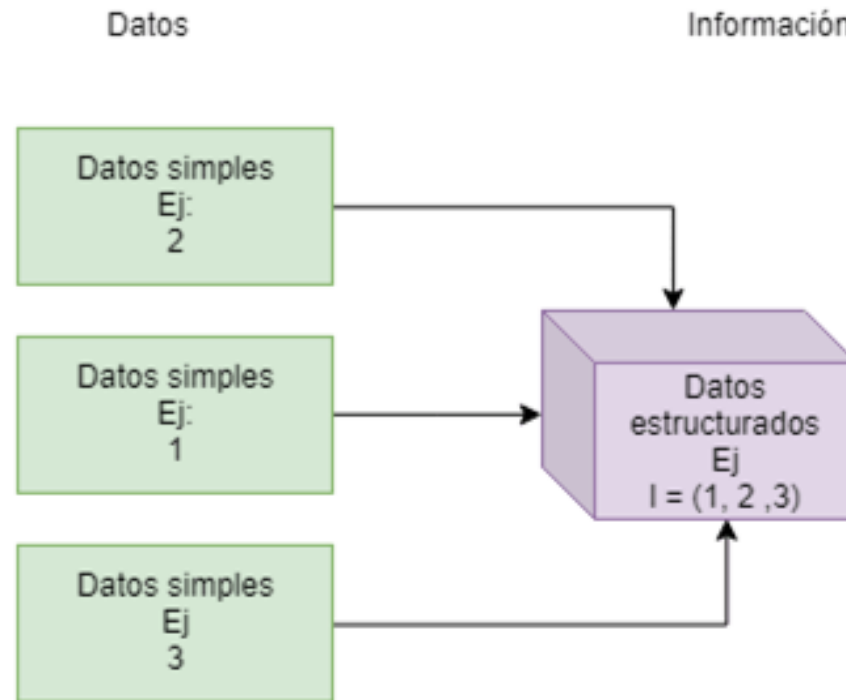 Datos
Información
Datos simples
Ej:
2
Datos simples
Ej:
1
Datos simples
Ej
3
Datos
estructurados
Ej
I = (1, 2 ,3)